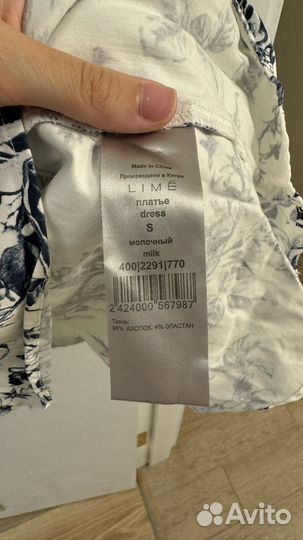 Made in China
Произведено в Китае
LIMÉ
платье
dress
S
молочный
milk
400|2291|770
2 424000 567987
Ткань:
96% ХЛОПОК, 4% ЭЛАСТАН
Avito